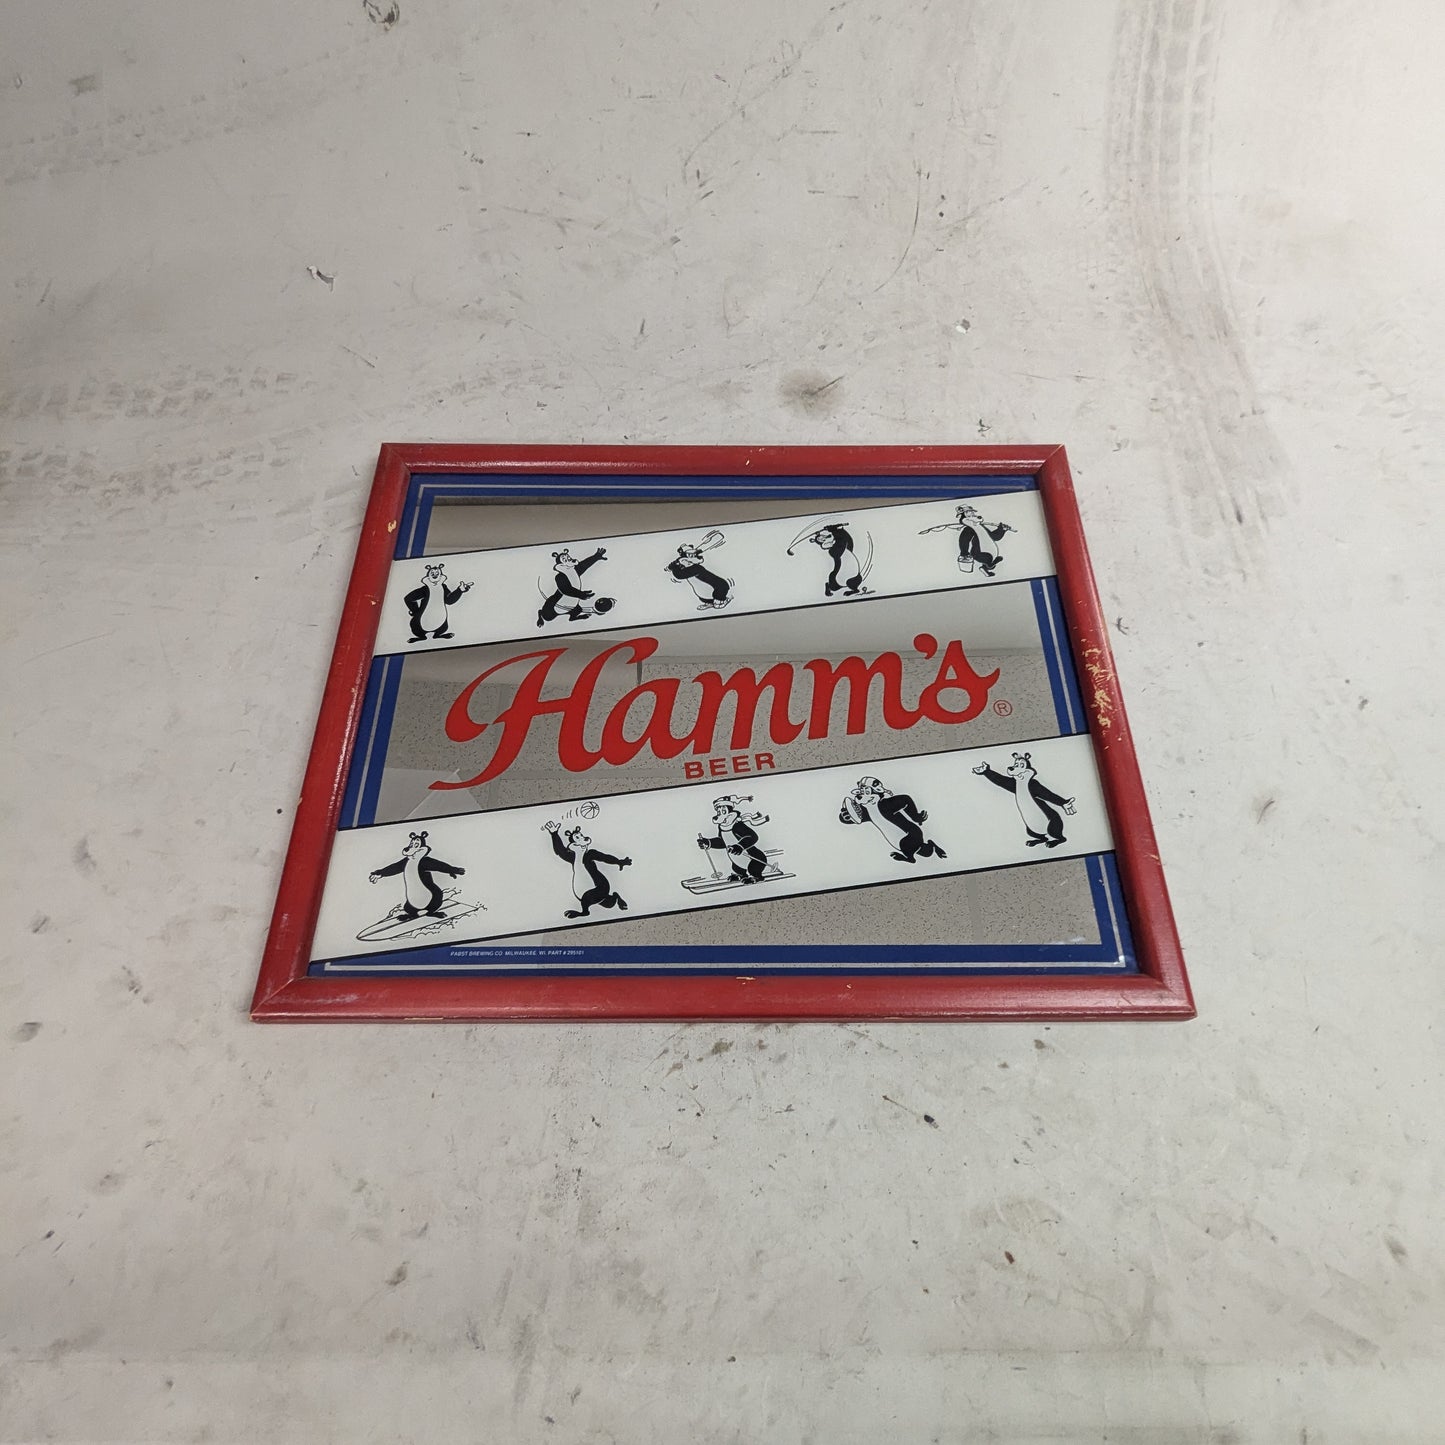 Hamm's®
BEER
PABST BREWING CO MILWAUKEE, WI. PART # 295101